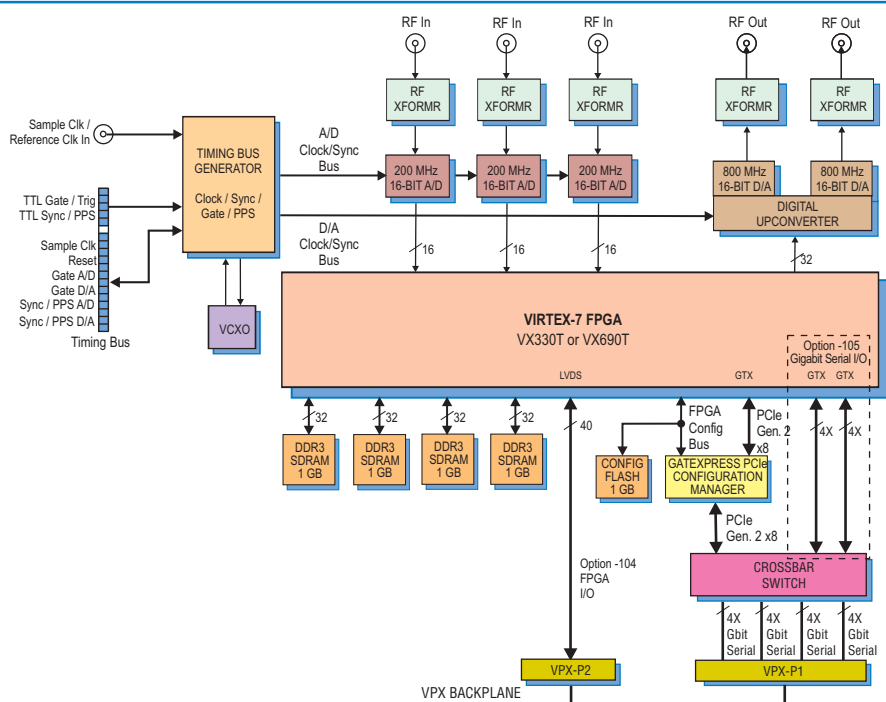 RF In
RF In
RF In
RF Out
RF Out
RF
XFORMR
RF
XFORMR
RF
XFORMR
RF
XFORMR
RF
XFORMR
Sample Clk /
Reference Clk In
TIMING BUS
GENERATOR
Clock / Sync /
Gate / PPS
A/D
Clock/Sync
Bus
200 MHz
16-BIT A/D
200 MHz
16-BIT A/D
200 MHz
16-BIT A/D
800 MHz
16-BIT D/A
800 MHz
16-BIT D/A
DIGITAL
UPCONVERTER
TTL Gate / Trig
TTL Sync / PPS
Sample Clk
Reset
Gate A/D
Gate D/A
Sync / PPS A/D
Sync / PPS D/A
Timing Bus
D/A
Clock/Sync
Bus
16
16
16
32
VCXO
VIRTEX-7 FPGA
VX330T or VX690T
LVDS
GTX
Option -105
Gigabit Serial I/O
GTX
GTX
32
32
32
32
40
FPGA
Config
Bus
PCIe
Gen. 2
x8
4X
4X
DDR3
SDRAM
1 GB
DDR3
SDRAM
1 GB
DDR3
SDRAM
1 GB
DDR3
SDRAM
1 GB
CONFIG
FLASH
1 GB
GATEXPRESS PCIe
CONFIGURATION
MANAGER
PCIe
Gen. 2 x8
Option -104
FPGA
I/O
CROSSBAR
SWITCH
4X
Gbit
Serial
4X
Gbit
Serial
4X
Gbit
Serial
4X
Gbit
Serial
VPX-P2
VPX-P1
VPX BACKPLANE